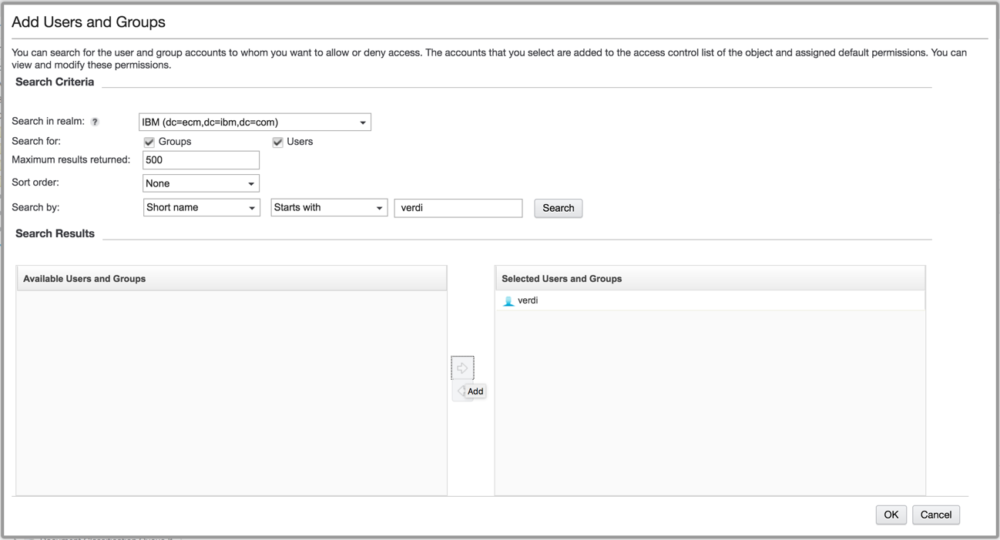 Add Users and Groups
You can search for the user and group accounts to whom you want to allow or deny access. The accounts that you select are added to the access control list of the object and assigned default permissions. You can
view and modify these permissions.
Search Criteria
Search in realm: ? IBM (dc=ecm,dc=ibm,dc=com)
Search for: Groups Users
Maximum results returned: 500
Sort order: None
Search by: Short name Starts with verdi Search
Search Results
Available Users and Groups Selected Users and Groups
verdi
Add
OK Cancel